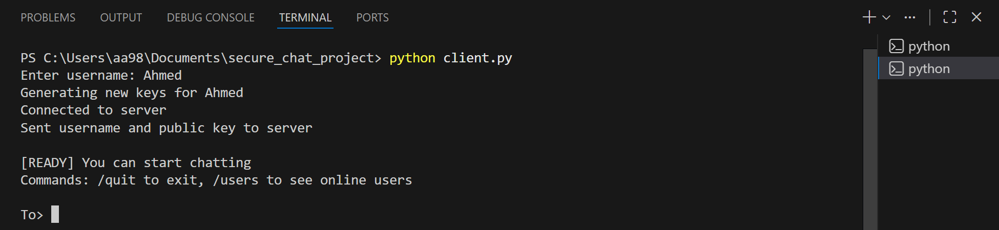 PROBLEMS OUTPUT DEBUG CONSOLE TERMINAL PORTS
PS C:\Users\aa98\Documents\secure_chat_project> python client.py
Enter username: Ahmed
Generating new keys for Ahmed
Connected to server
Sent username and public key to server
[READY] You can start chatting
Commands: /quit to exit, /users to see online users
To>
python
python